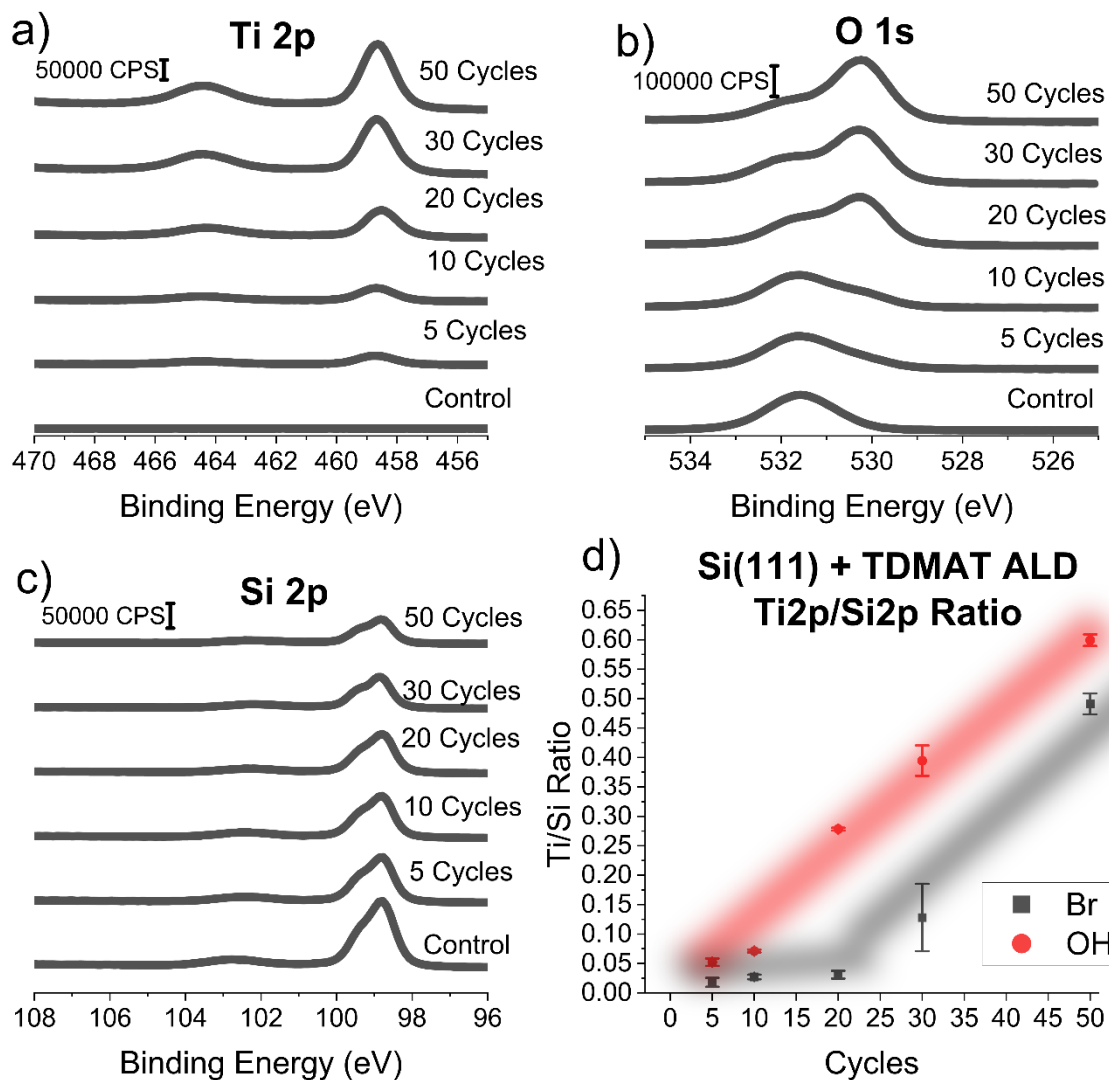 a)
Ti 2p
50000 CPS
50 Cycles
30 Cycles
20 Cycles
10 Cycles
5 Cycles
Control
470 468 466 464 462 460 458 456
Binding Energy (eV)
b)
O 1s
100000 CPS
50 Cycles
30 Cycles
20 Cycles
10 Cycles
5 Cycles
Control
534 532 530 528 526
Binding Energy (eV)
c)
Si 2p
50000 CPS
50 Cycles
30 Cycles
20 Cycles
10 Cycles
5 Cycles
Control
108 106 104 102 100 98 96
Binding Energy (eV)
d)
Si(111) + TDMAT ALD
Ti2p/Si2p Ratio
Ti/Si Ratio
0.65
0.60
0.55
0.50
0.45
0.40
0.35
0.30
0.25
0.20
0.15
0.10
0.05
0.00
Br
OH
0 5 10 15 20 25 30 35 40 45 50
Cycles